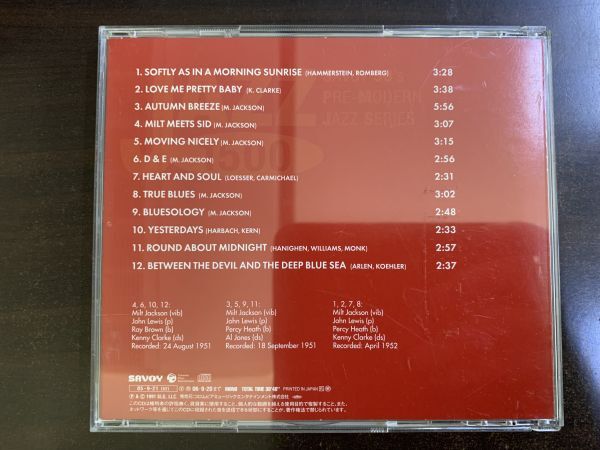 1. SOFTLY AS IN A MORNING SUNRISE (HAMMERSTEIN, ROMBERG) 3:28
2. LOVE ME PRETTY BABY (K. CLARKE) 3:38
3. AUTUMN BREEZE (M. JACKSON) 5:56
4. MILT MEETS SID (M. JACKSON) 3:07
5. MOVING NICELY (M. JACKSON) 3:15
6. D & E (M. JACKSON) 2:56
7. HEART AND SOUL (LOESSER, CARMICHAEL) 2:31
8. TRUE BLUES (M. JACKSON) 3:02
9. BLUESOLOGY (M. JACKSON) 2:48
10. YESTERDAYS (HARBACH, KERN) 2:33
11. ROUND ABOUT MIDNIGHT (HANIGHEN, WILLIAMS, MONK) 2:57
12. BETWEEN THE DEVIL AND THE DEEP BLUE SEA (ARLEN, KOEHLER) 2:37
PRE-MODERN
JAZZ SERIES
4, 6, 10, 12:
Milt Jackson (vib)
John Lewis (p)
Ray Brown (b)
Kenny Clarke (ds)
Recorded: 24 August 1951
3, 5, 9, 11:
Milt Jackson (vib)
John Lewis (p)
Percy Heath (b)
Al Jones (ds)
Recorded: 18 September 1951
1, 2, 7, 8:
Milt Jackson (vib)
John Lewis (p)
Percy Heath (b)
Kenny Clarke (ds)
Recorded: April 1952
SAVOY
05-9-21 MONO TOTAL TIME PRINTED IN JAPAN